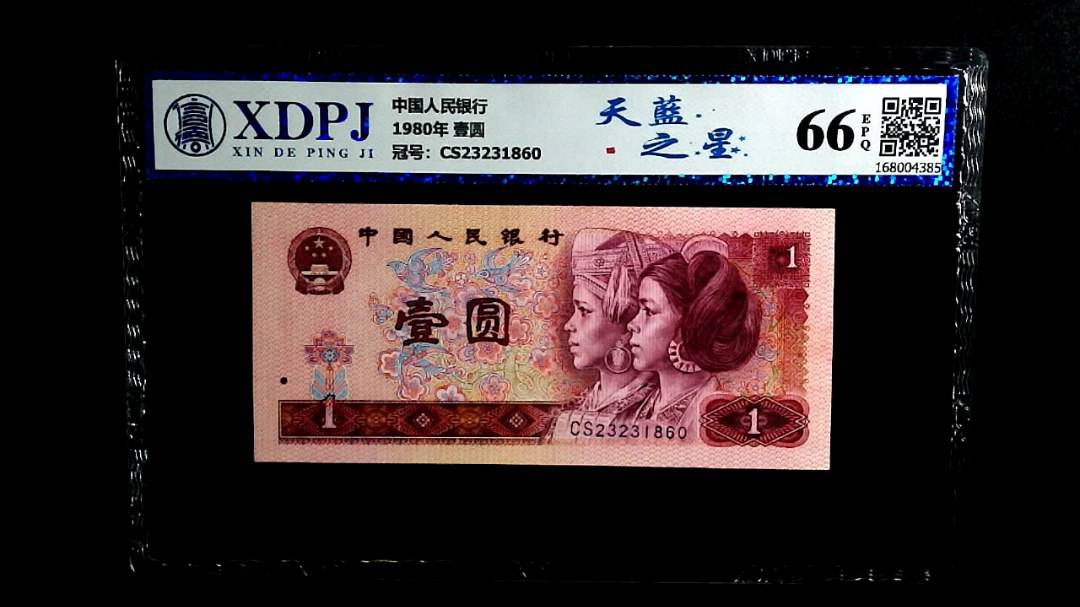 XDPJ
XIN DE PING JI
中国人民银行
1980年 壹圆
冠号：CS23231860
天藍
之星
66
EPQ
168004385
中国人民银行
1
壹圆
1
CS23231860
1